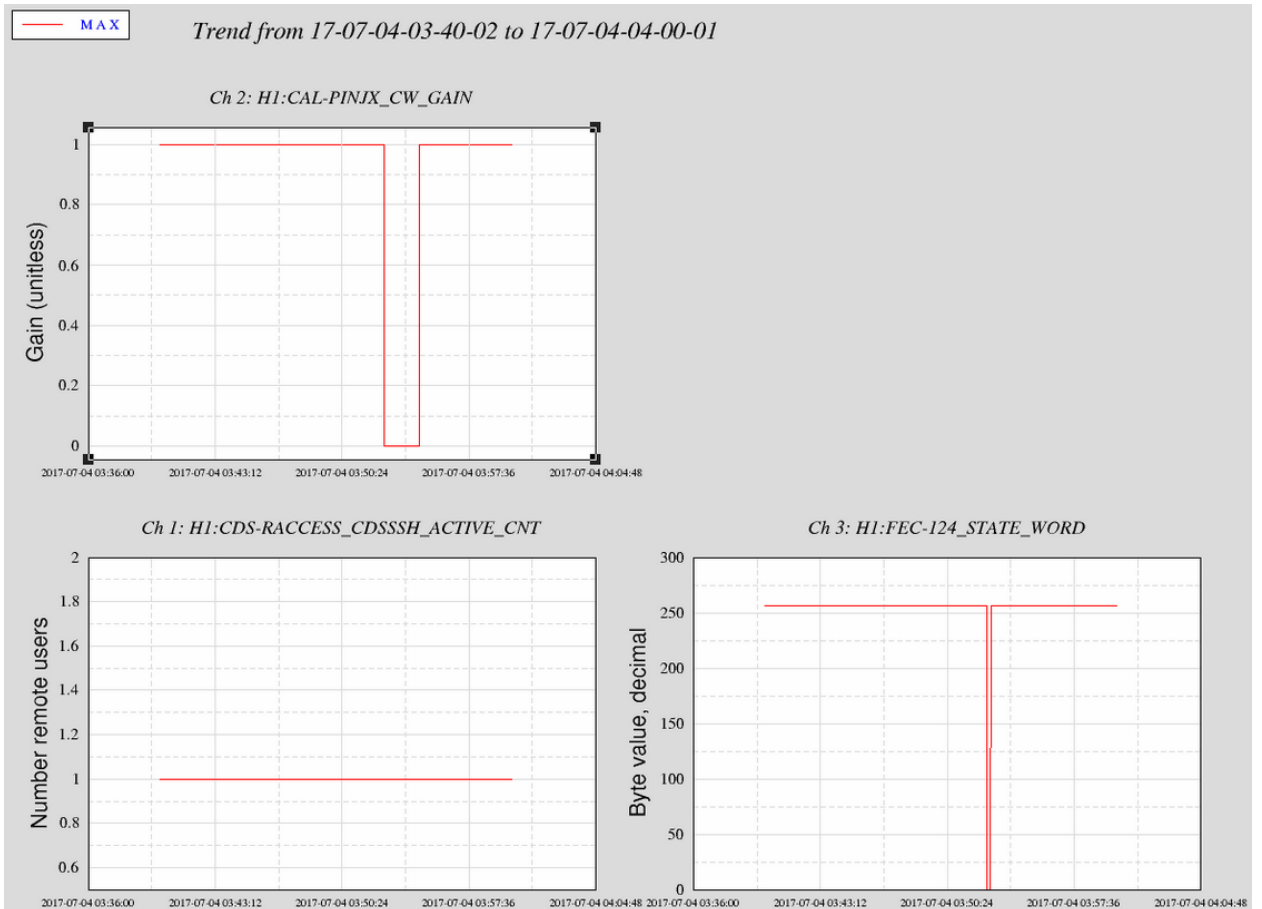 MAX
Trend from 17-07-04-03-40-02 to 17-07-04-04-00-01
Ch 2: H1:CAL-PINJX_CW_GAIN
Gain (unitless)
1
0.8
0.6
0.4
0.2
0
2017-07-04 03:36:00 2017-07-04 03:43:12 2017-07-04 03:50:24 2017-07-04 03:57:36 2017-07-04 04:04:48
Ch 1: H1:CDS-RACCESS_CDSSSH_ACTIVE_CNT
Number remote users
2
1.8
1.6
1.4
1.2
1
0.8
0.6
2017-07-04 03:36:00 2017-07-04 03:43:12 2017-07-04 03:50:24 2017-07-04 03:57:36 2017-07-04 04:04:48
Ch 3: H1:FEC-124_STATE_WORD
Byte value, decimal
300
250
200
150
100
50
0
2017-07-04 03:36:00 2017-07-04 03:43:12 2017-07-04 03:50:24 2017-07-04 03:57:36 2017-07-04 04:04:48